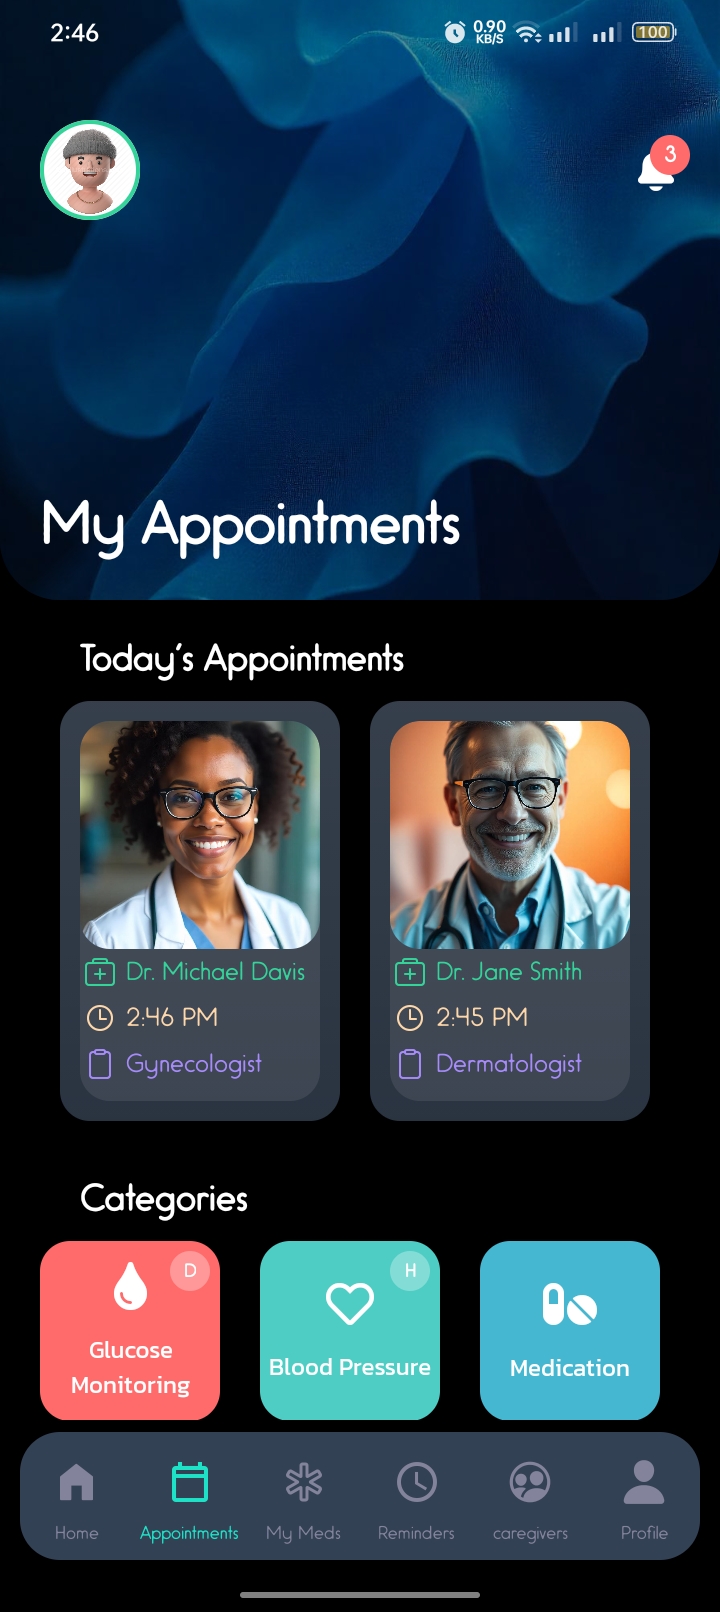 2:46
0.90
KB/S
100
3
My Appointments
Today's Appointments
Dr. Michael Davis
2:46 PM
Gynecologist
Dr. Jane Smith
2:45 PM
Dermatologist
Categories
D
Glucose
Monitoring
H
Blood Pressure
Medication
Home
Appointments
My Meds
Reminders
caregivers
Profile